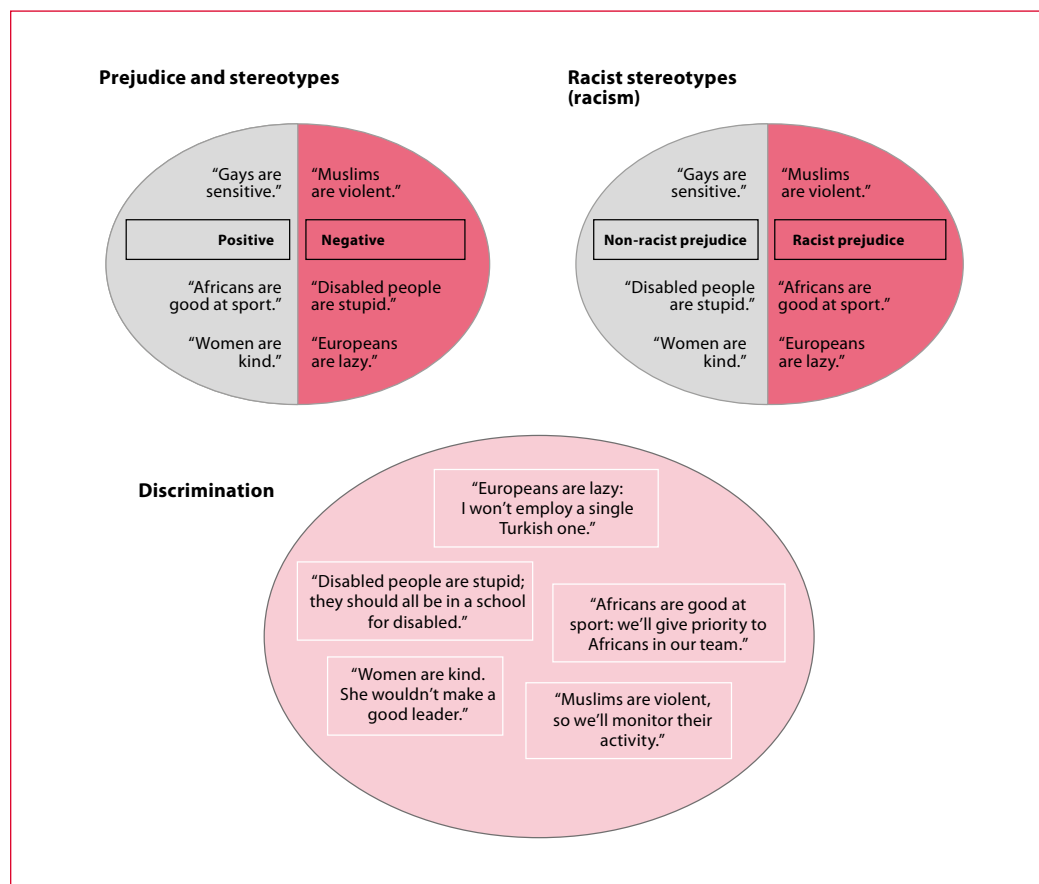 Prejudice and stereotypes
“Gays are
sensitive.”
“Muslims
are violent.”
Positive
Negative
“Africans are
good at sport.”
“Disabled people
are stupid.”
“Women are
kind.”
“Europeans
are lazy.”
Racist stereotypes
(racism)
“Gays are
sensitive.”
“Muslims
are violent.”
Non-racist prejudice
Racist prejudice
“Disabled people
are stupid.”
“Africans are
good at sport.”
“Women are
kind.”
“Europeans
are lazy.”
Discrimination
“Europeans are lazy:
I won’t employ a single
Turkish one.”
“Disabled people are stupid;
they should all be in a school
for disabled.”
“Africans are good at
sport: we’ll give priority to
Africans in our team.”
“Women are kind.
She wouldn’t make a
good leader.”
“Muslims are violent,
so we’ll monitor their
activity.”